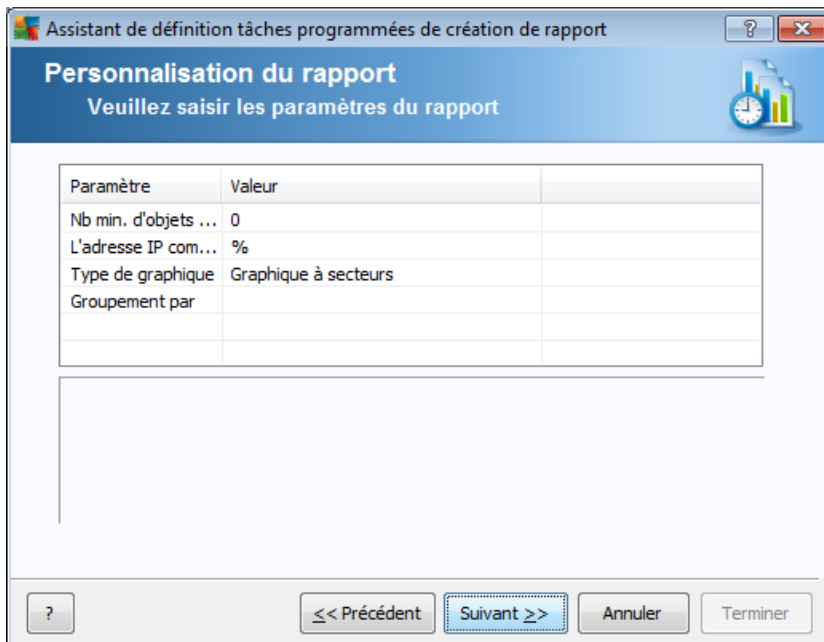 Assistant de définition tâches programmées de création de rapport
Personnalisation du rapport
Veuillez saisir les paramètres du rapport
Paramètre Valeur
Nb min. d'objets ... 0
L'adresse IP com... %
Type de graphique Graphique à secteurs
Groupement par
? << Précédent Suivant >> Annuler Terminer